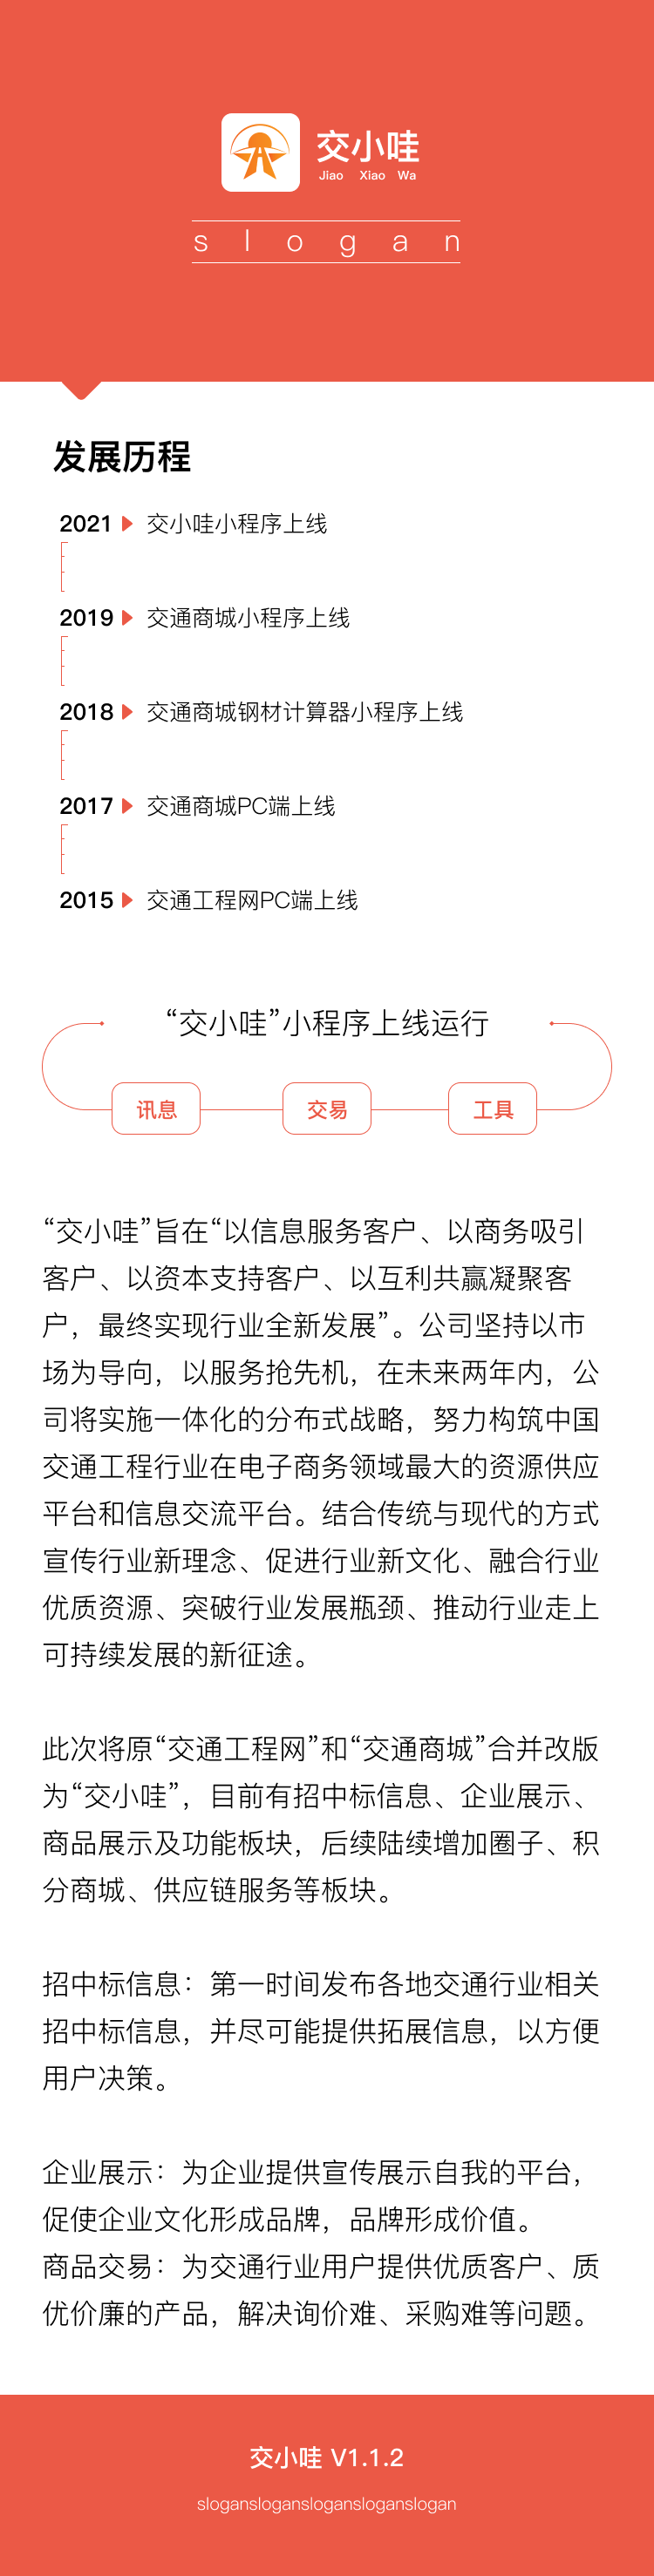 交小哇
Jiao Xiao Wa
slogan
发展历程
2021 交小哇小程序上线
2019 交通商城小程序上线
2018 交通商城钢材计算器小程序上线
2017 交通商城PC端上线
2015 交通工程网PC端上线
“交小哇”小程序上线运行
讯息 交易 工具
“交小哇”旨在“以信息服务客户、以商务吸引
客户、以资本支持客户、以互利共赢凝聚客
户，最终实现行业全新发展”。公司坚持以市
场为导向，以服务抢先机，在未来两年内，公
司将实施一体化的分布式战略，努力构筑中国
交通工程行业在电子商务领域最大的资源供应
平台和信息交流平台。结合传统与现代的方式
宣传行业新理念、促进行业新文化、融合行业
优质资源、突破行业发展瓶颈、推动行业走上
可持续发展的新征途。
此次将原“交通工程网”和“交通商城”合并改版
为“交小哇”，目前有招中标信息、企业展示、
商品展示及功能板块，后续陆续增加圈子、积
分商城、供应链服务等板块。
招中标信息：第一时间发布各地交通行业相关
招中标信息，并尽可能提供拓展信息，以方便
用户决策。
企业展示：为企业提供宣传展示自我的平台，
促使企业文化形成品牌，品牌形成价值。
商品交易：为交通行业用户提供优质客户、质
优价廉的产品，解决询价难、采购难等问题。
交小哇 V1.1.2
slogansloganslogansloganslogan